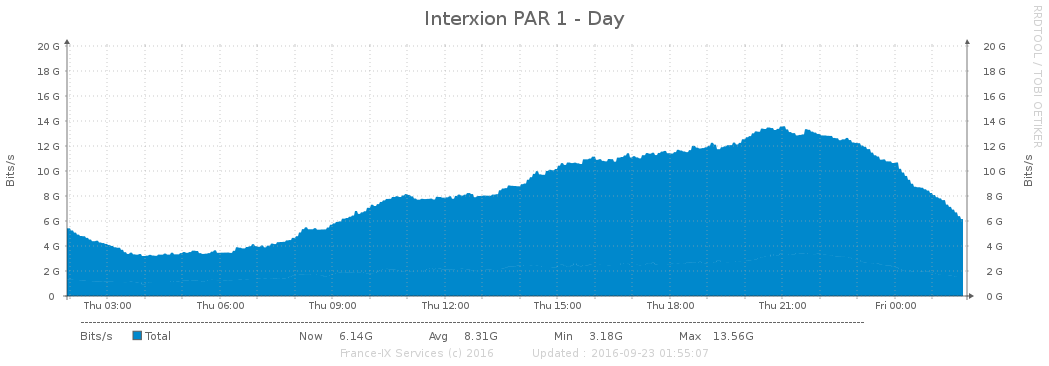 Interxion PAR 1 - Day
RRDTOOL / TOBI OETIKER
Bits/s
20 G 20 G
18 G 18 G
16 G 16 G
14 G 14 G
12 G 12 G
10 G 10 G
8 G 8 G
6 G 6 G
4 G 4 G
2 G 2 G
0 0 G
Bits/s
Thu 03:00 Thu 06:00 Thu 09:00 Thu 12:00 Thu 15:00 Thu 18:00 Thu 21:00 Fri 00:00
Bits/s Total Now 6.14G Avg 8.31G Min 3.18G Max 13.56G
France-IX Services (c) 2016 Updated : 2016-09-23 01:55:07